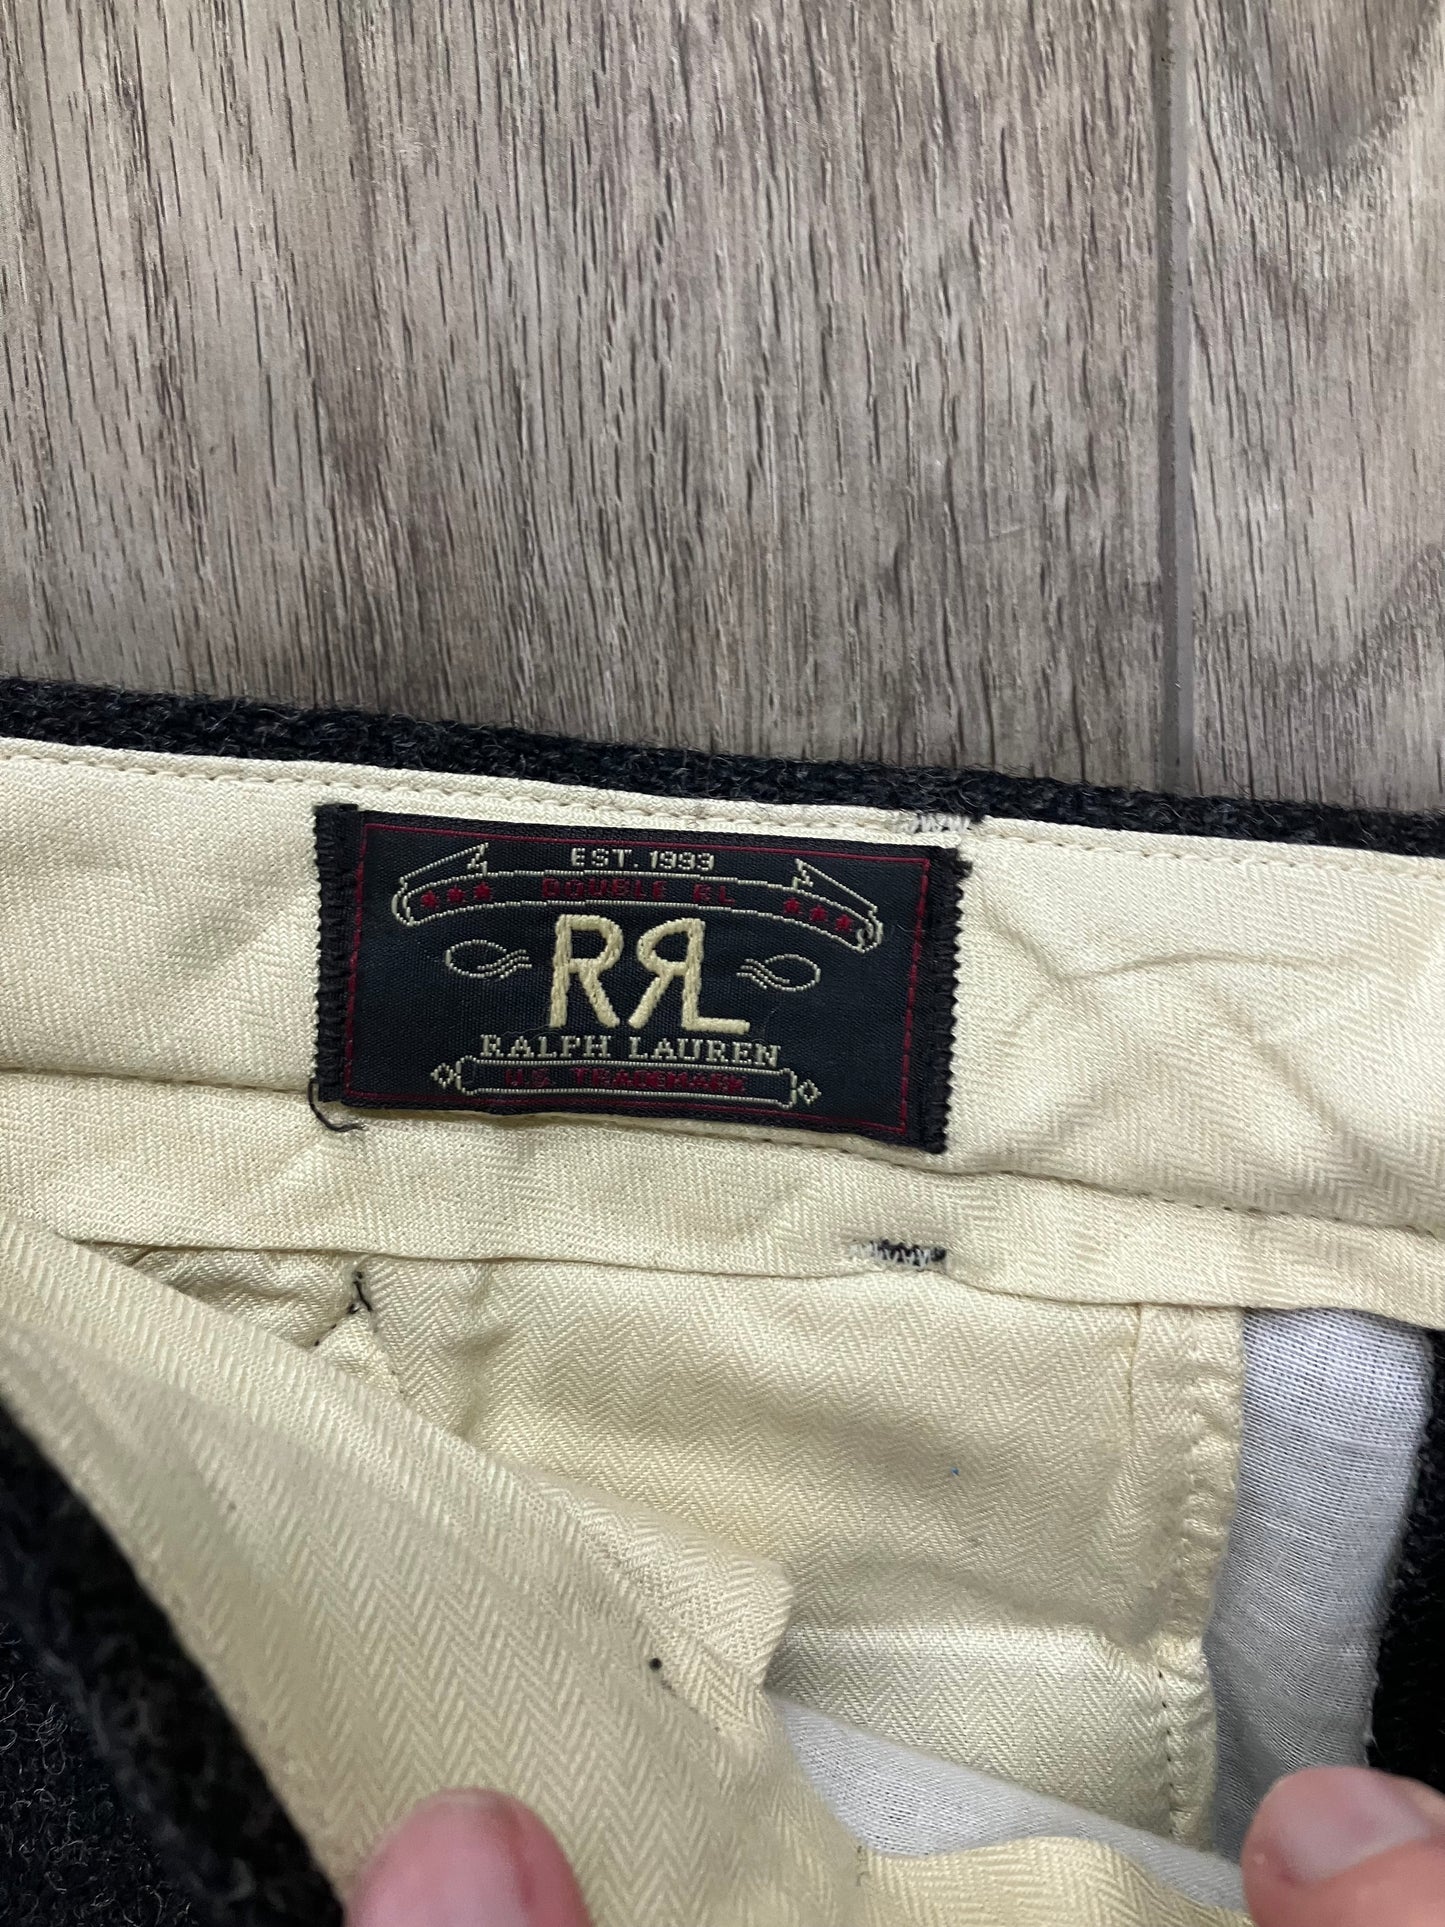 EST. 1993
DOUBLE RL
RRL
RALPH LAUREN
U.S. TRADEMARK